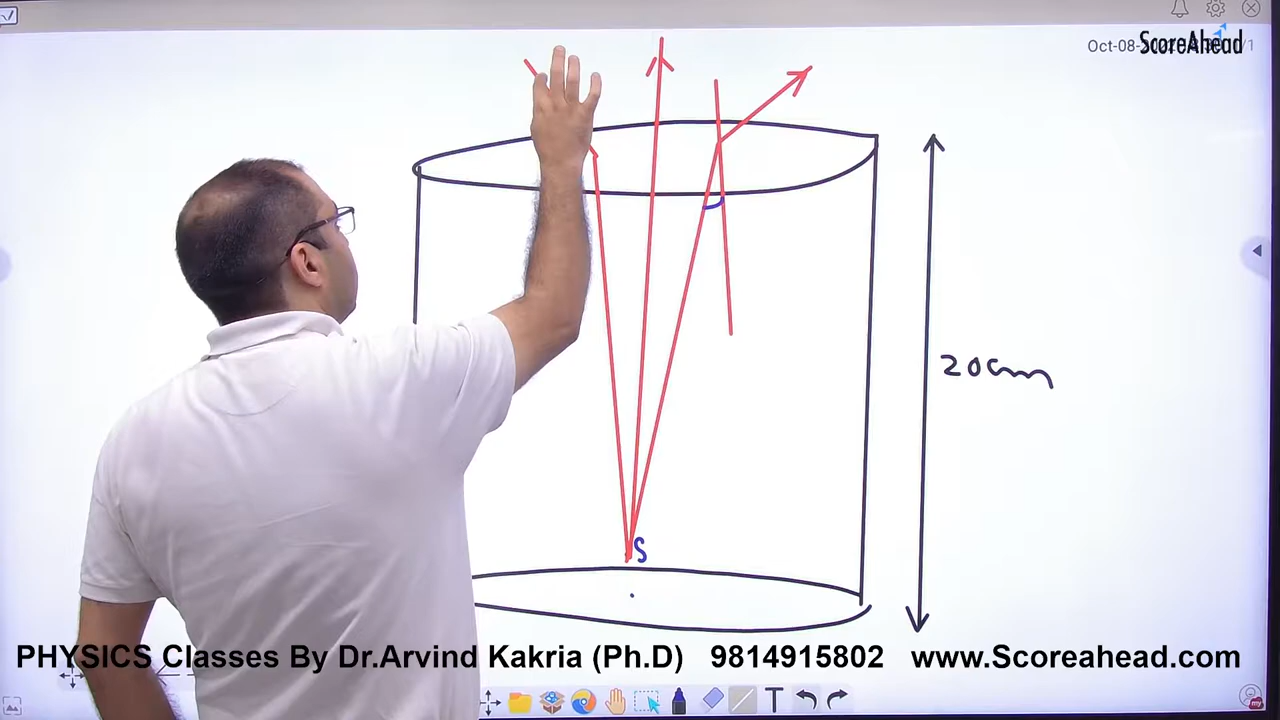 ScoreAhead
20cm
S
PHYSICS Classes By Dr.Arvind Kakria (Ph.D) 9814915802 www.Scoreahead.com
T